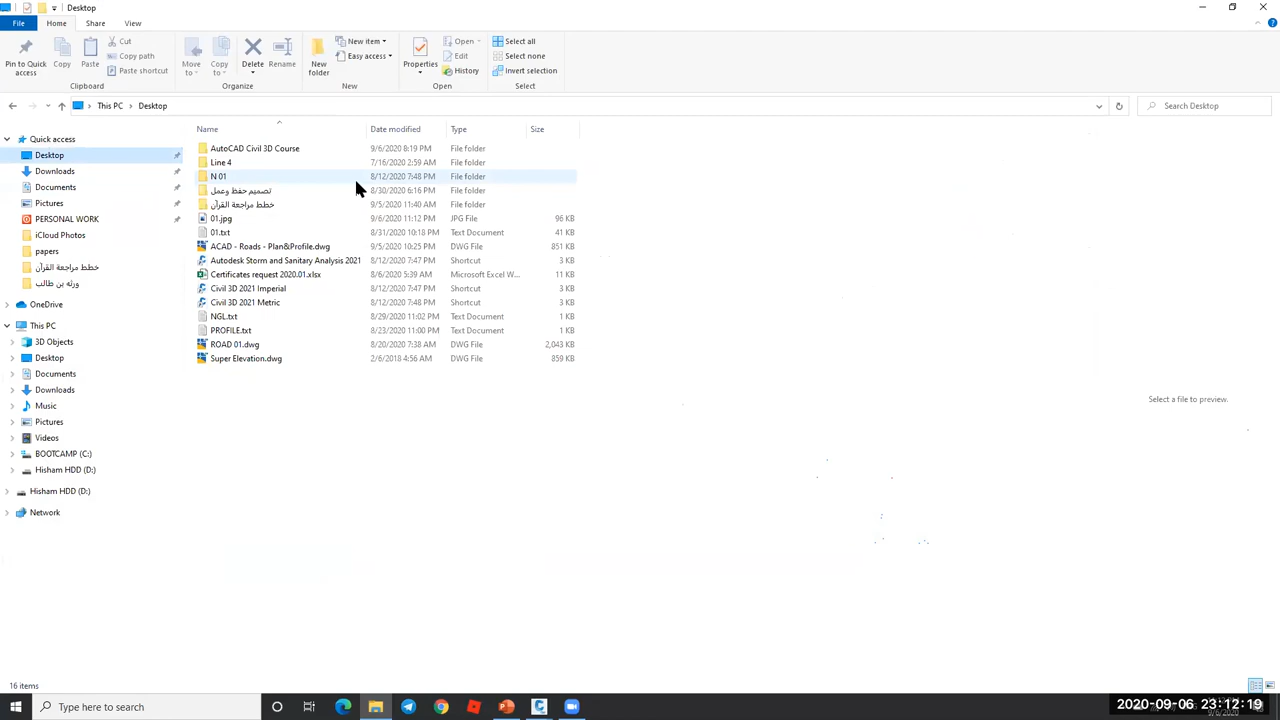 Desktop
File Home Share View
Pin to Quick access
Copy
Paste
Cut
Copy path
Paste shortcut
Clipboard
Move to
Copy to
Delete
Rename
Organize
New folder
New item
Easy access
New
Properties
Open
Edit
History
Open
Select all
Select none
Invert selection
Select
This PC > Desktop
Search Desktop
Quick access
Desktop
Downloads
Documents
Pictures
PERSONAL WORK
iCloud Photos
papers
خطط مراجعة القرآن
ورثه بن طالب
OneDrive
This PC
3D Objects
Desktop
Documents
Downloads
Music
Pictures
Videos
BOOTCAMP (C:)
Hisham HDD (D:)
Hisham HDD (D:)
Network
Name Date modified Type Size
AutoCAD Civil 3D Course 9/6/2020 8:19 PM File folder
Line 4 7/16/2020 2:59 AM File folder
N 01 8/12/2020 7:48 PM File folder
تصميم حفظ وعمل 8/30/2020 6:16 PM File folder
خطط مراجعة القرآن 9/5/2020 11:40 AM File folder
01.jpg 9/6/2020 11:12 PM JPG File 96 KB
01.txt 8/31/2020 10:18 PM Text Document 41 KB
ACAD - Roads - Plan&Profile.dwg 9/5/2020 10:25 PM DWG File 851 KB
Autodesk Storm and Sanitary Analysis 2021 8/12/2020 7:47 PM Shortcut 3 KB
Certificates request 2020.01.xlsx 8/6/2020 5:39 AM Microsoft Excel W... 11 KB
Civil 3D 2021 Imperial 8/12/2020 7:47 PM Shortcut 3 KB
Civil 3D 2021 Metric 8/12/2020 7:48 PM Shortcut 3 KB
NGL.txt 8/29/2020 11:02 PM Text Document 1 KB
PROFILE.txt 8/23/2020 11:00 PM Text Document 1 KB
ROAD 01.dwg 8/20/2020 7:38 AM DWG File 2,043 KB
Super Elevation.dwg 2/6/2018 4:56 AM DWG File 859 KB
Select a file to preview.
16 items
Type here to search
2020-09-06 23:12:19
9/6/2020